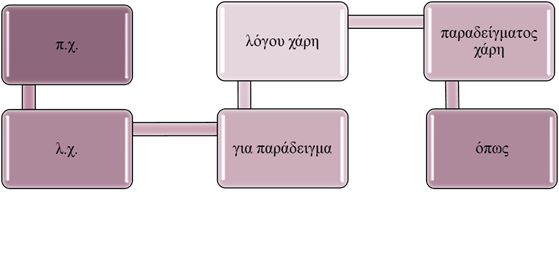 π.χ.
λ.χ.
για παράδειγμα
λόγου χάρη
παραδείγματος
χάρη
όπως